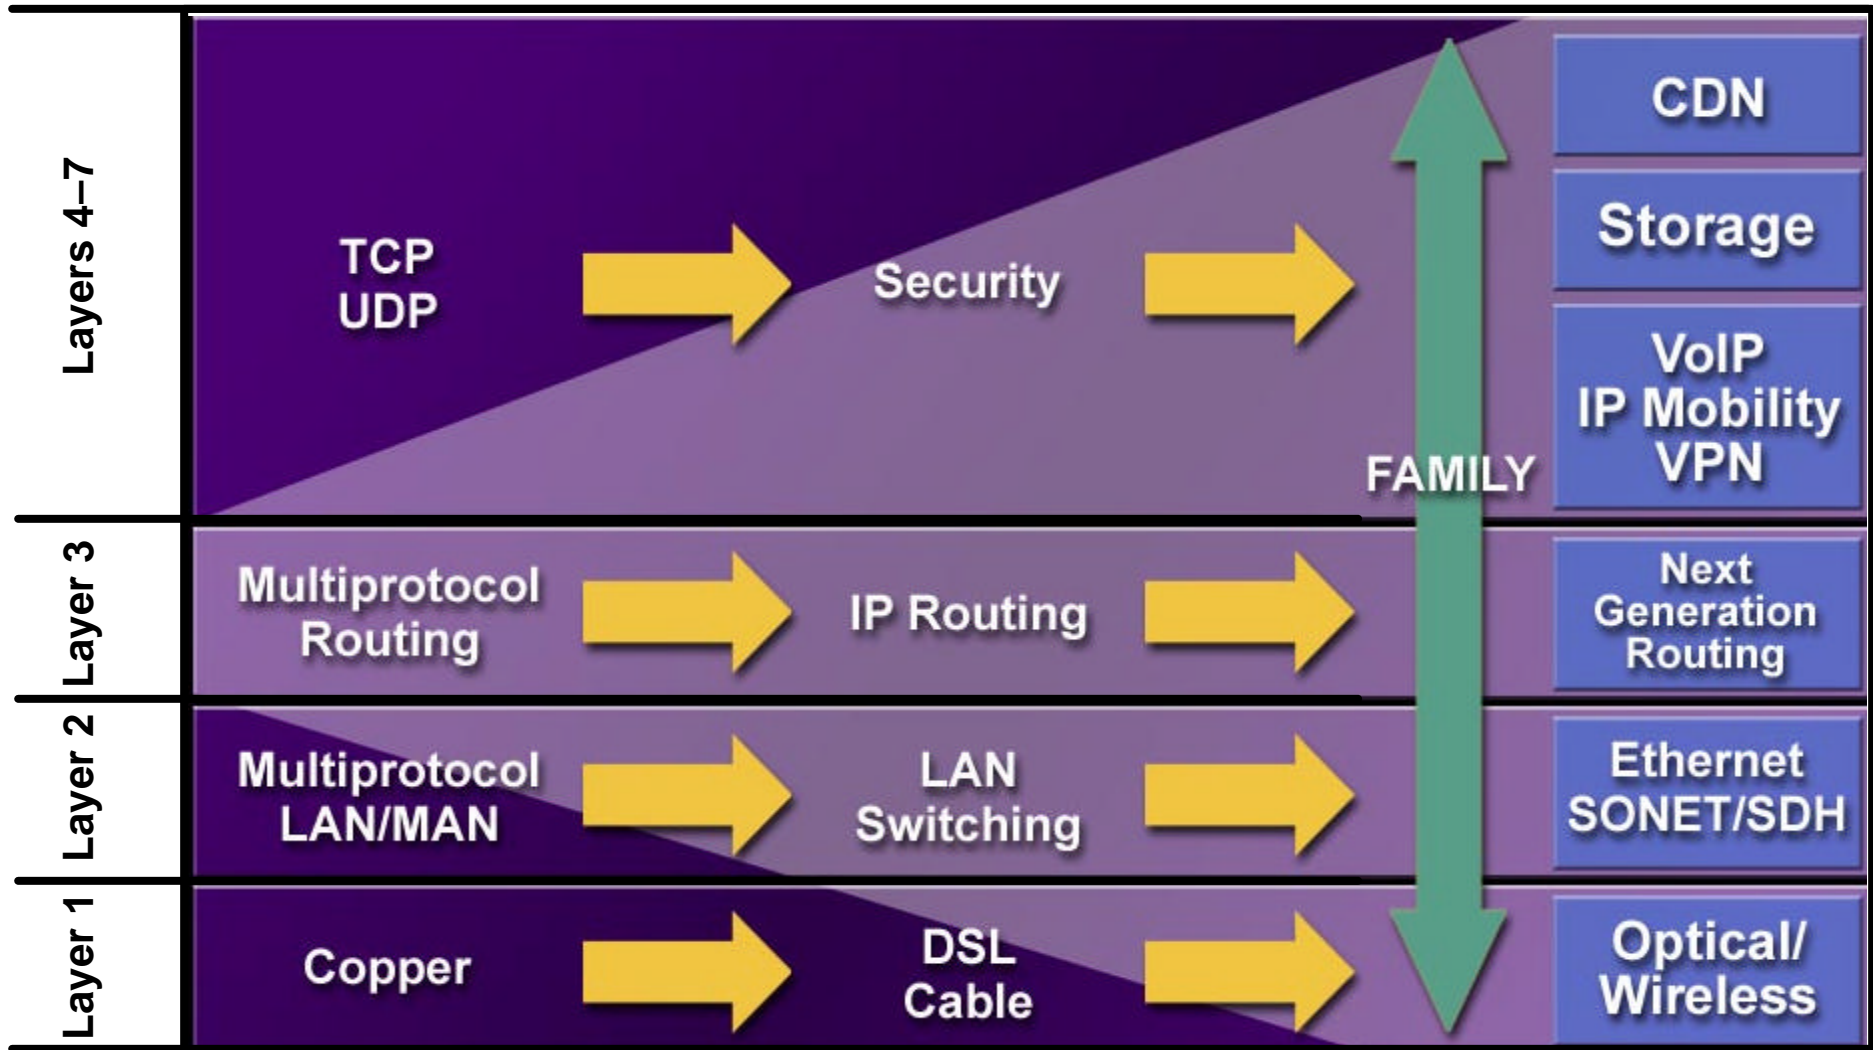 Layers 4–7
TCP
UDP
Security
CDN
Storage
VoIP
IP Mobility
VPN
FAMILY
Layer 3
Multiprotocol
Routing
IP Routing
Next
Generation
Routing
Layer 2
Multiprotocol
LAN/MAN
LAN
Switching
Ethernet
SONET/SDH
Layer 1
Copper
DSL
Cable
Optical/
Wireless